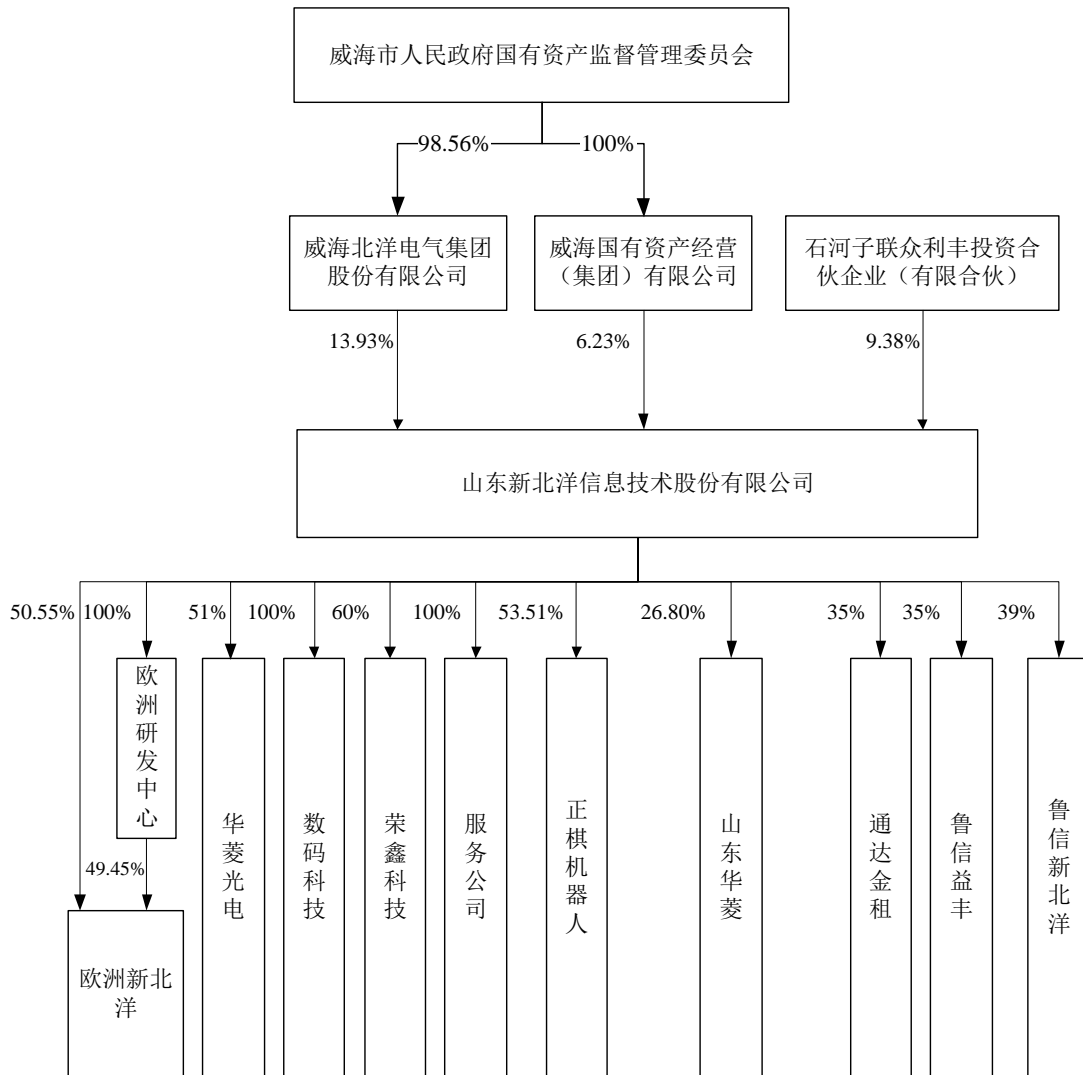 威海市人民政府国有资产监督管理委员会
98.56%
100%
威海北洋电气集团
股份有限公司
威海国有资产经营
（集团）有限公司
石河子联众利丰投资合
伙企业（有限合伙）
13.93%
6.23%
9.38%
山东新北洋信息技术股份有限公司
50.55%
100%
51%
100%
60%
100%
53.51%
26.80%
35%
35%
39%
欧洲研发中心
49.45%
欧洲新北
洋
华菱光电
数码科技
荣鑫科技
服务公司
正棋机器人
山东华菱
通达金租
鲁信益丰
鲁信新北洋